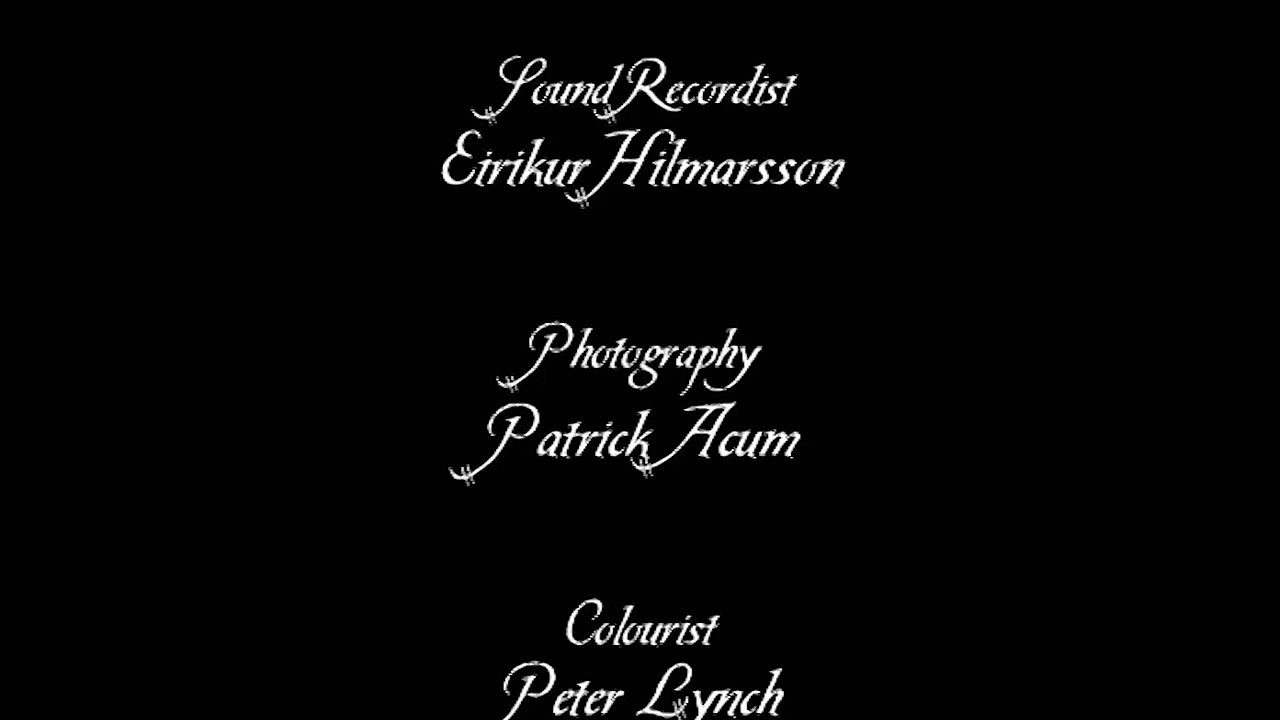 Sound Recordist
Eirikur Hilmarsson
Photography
Patrick Acum
Colourist
Peter Lynch